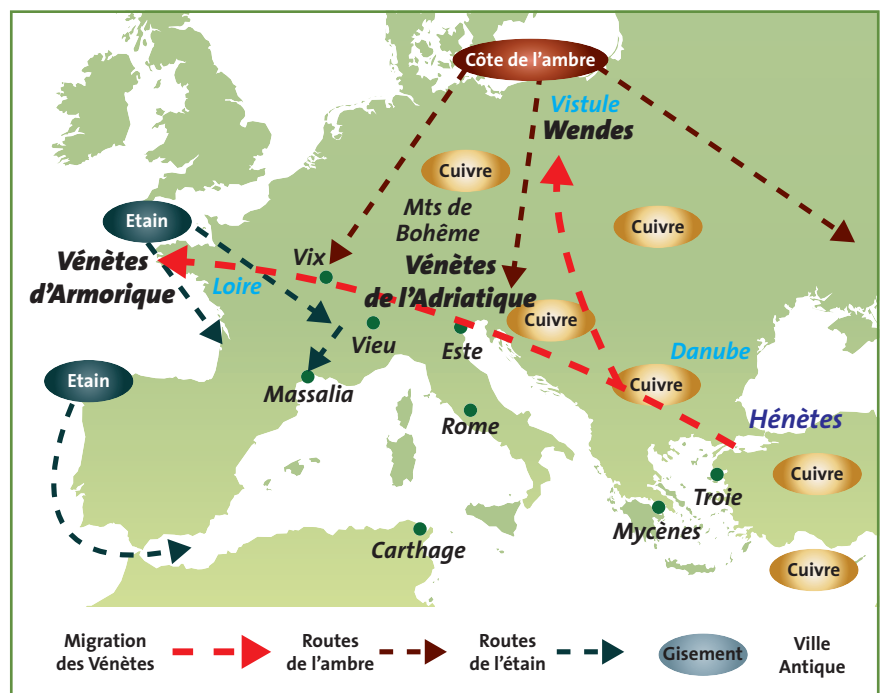 Côte de l'ambre
Vistule
Wendes
Cuivre
Mts de
Bohême
Cuivre
Etain
Vénètes
d'Armorique
Loire
Vix
Vénètes
de l'Adriatique
Cuivre
Vieu
Este
Danube
Cuivre
Etain
Massalia
Rome
Hénètes
Cuivre
Troie
Mycènes
Carthage
Cuivre
Migration
des Vénètes
Routes
de l'ambre
Routes
de l'étain
Gisement
Ville
Antique